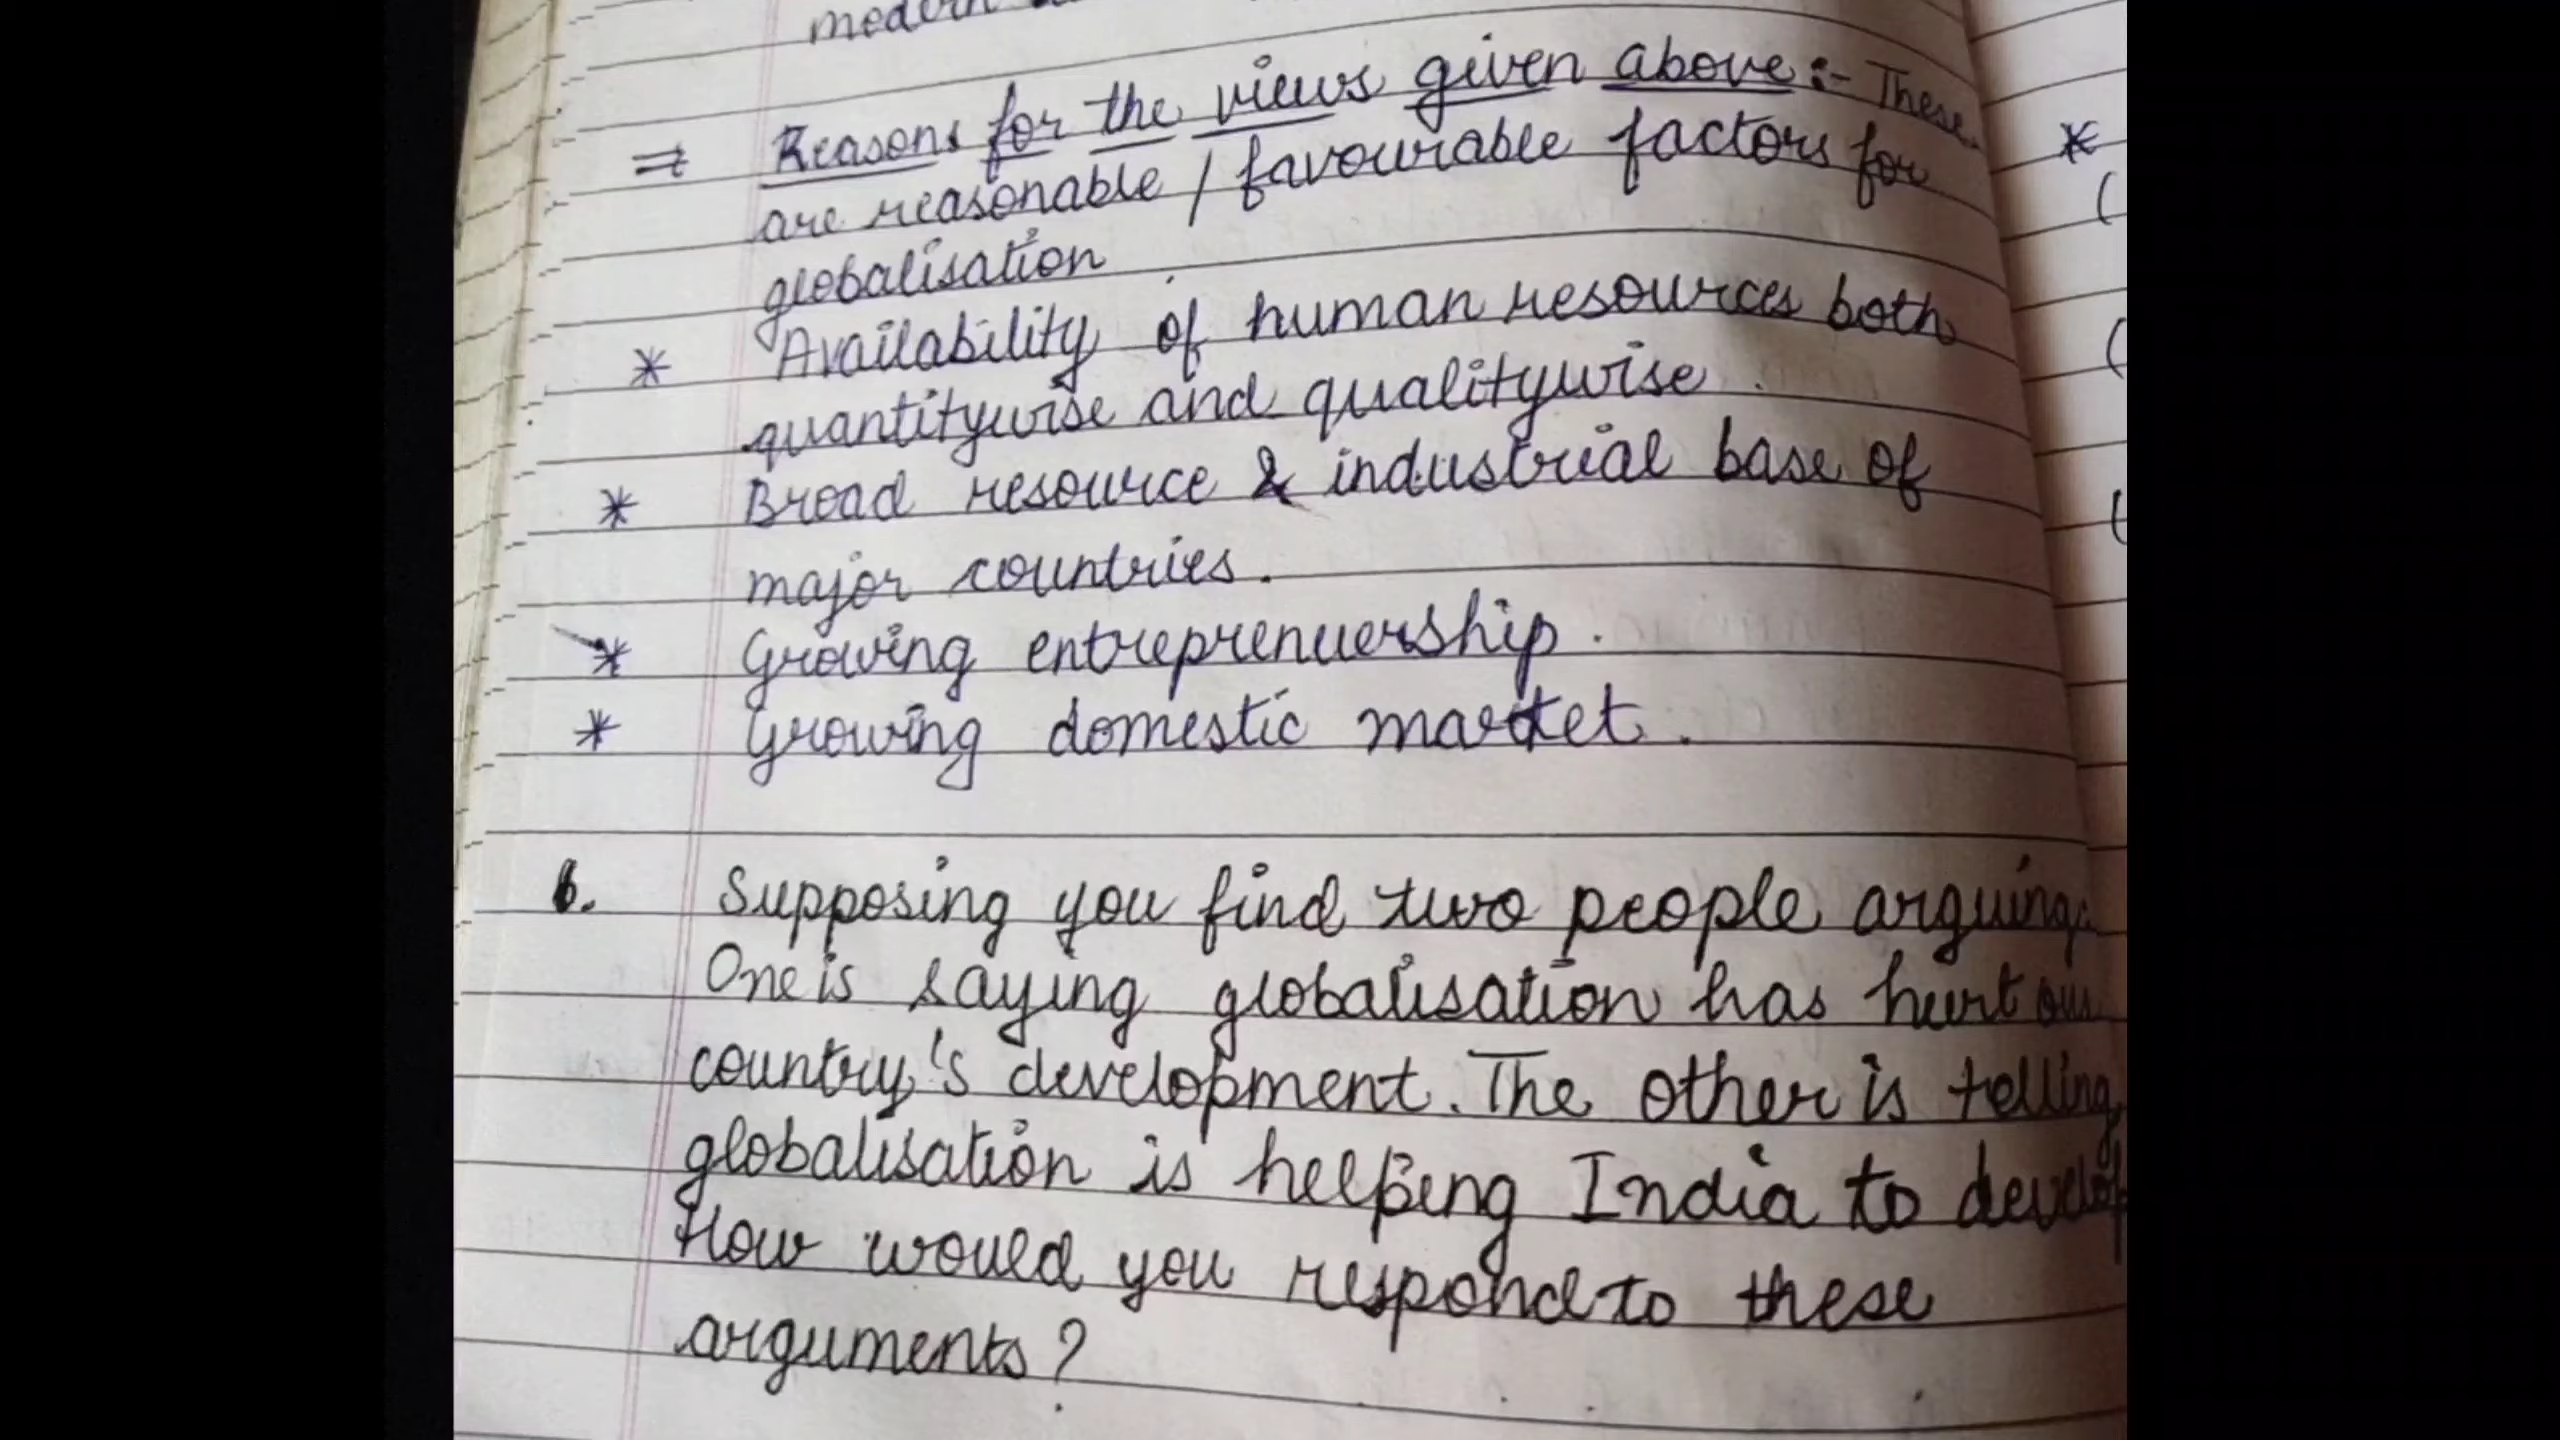 ⇒ Reasons for the views given above :- These
are reasonable / favourable factors for
globalisation
* Availability of human resources both
quantitywise and qualitywise.
* Broad resource & industrial base of
major countries.
* Growing entreprenuership.
* Growing domestic market.
6. Supposing you find two people arguing.
One is saying globalisation has hurt our
country's development. The other is telling,
globalisation is helping India to develop
How would you respond to these
arguments?